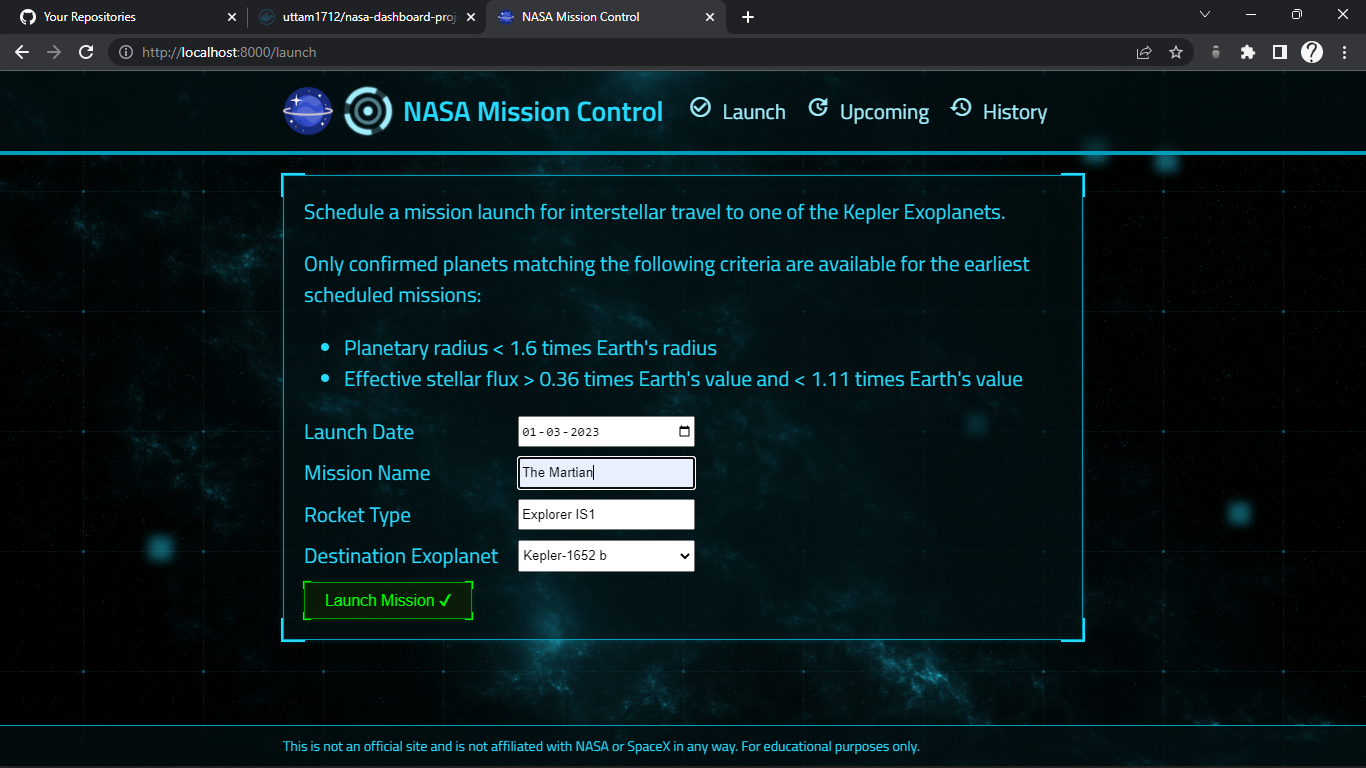 Your Repositories
uttam1712/nasa-dashboard-proj
NASA Mission Control
http://localhost:8000/launch
NASA Mission Control
Launch
Upcoming
History
Schedule a mission launch for interstellar travel to one of the Kepler Exoplanets.
Only confirmed planets matching the following criteria are available for the earliest
scheduled missions:
• Planetary radius < 1.6 times Earth's radius
• Effective stellar flux > 0.36 times Earth's value and < 1.11 times Earth's value
Launch Date 01-03-2023
Mission Name The Martian
Rocket Type Explorer IS1
Destination Exoplanet Kepler-1652 b
Launch Mission ✓
This is not an official site and is not affiliated with NASA or SpaceX in any way. For educational purposes only.